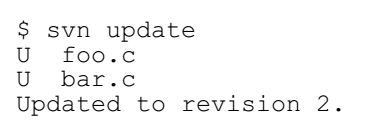 $ svn update
U  foo.c
U  bar.c
Updated to revision 2.